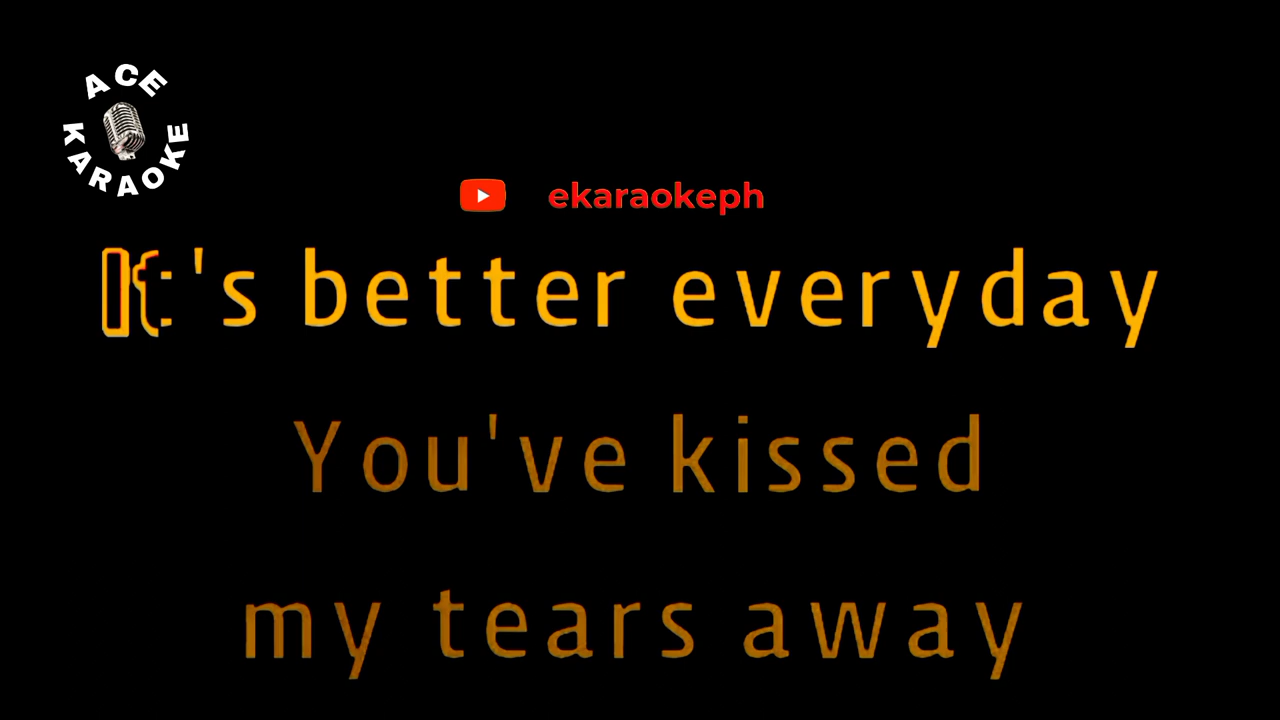 ACE
KARAOKE
ekaraokeph
It's better everyday
You've kissed
my tears away